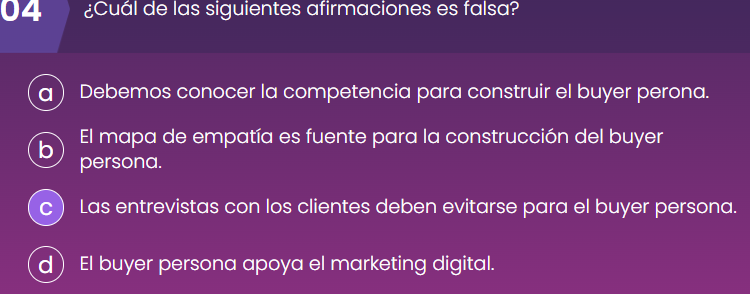 04 ¿Cuál de las siguientes afirmaciones es falsa?
a Debemos conocer la competencia para construir el buyer perona.
b El mapa de empatía es fuente para la construcción del buyer
persona.
c Las entrevistas con los clientes deben evitarse para el buyer persona.
d El buyer persona apoya el marketing digital.